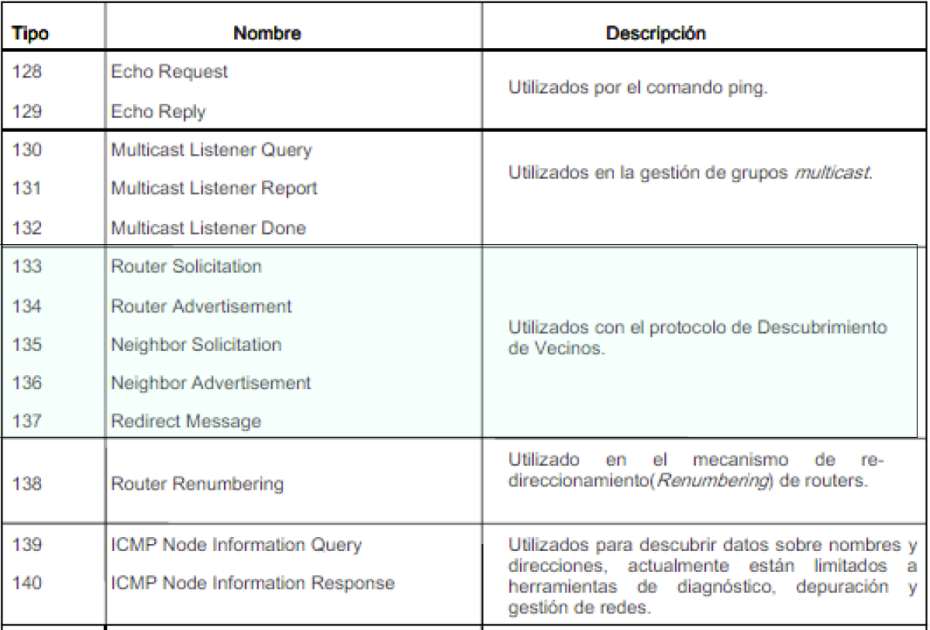 Tipo Nombre Descripción
128 Echo Request
Utilizados por el comando ping.
129 Echo Reply
130 Multicast Listener Query
Utilizados en la gestión de grupos multicast.
131 Multicast Listener Report
132 Multicast Listener Done
133 Router Solicitation
134 Router Advertisement
Utilizados con el protocolo de Descubrimiento
de Vecinos.
135 Neighbor Solicitation
136 Neighbor Advertisement
137 Redirect Message
Utilizado en el mecanismo de re-
direccionamiento(Renumbering) de routers.
138 Router Renumbering
139 ICMP Node Information Query
Utilizados para descubrir datos sobre nombres y
direcciones, actualmente están limitados a
140 ICMP Node Information Response
herramientas de diagnóstico, depuración y
gestión de redes.